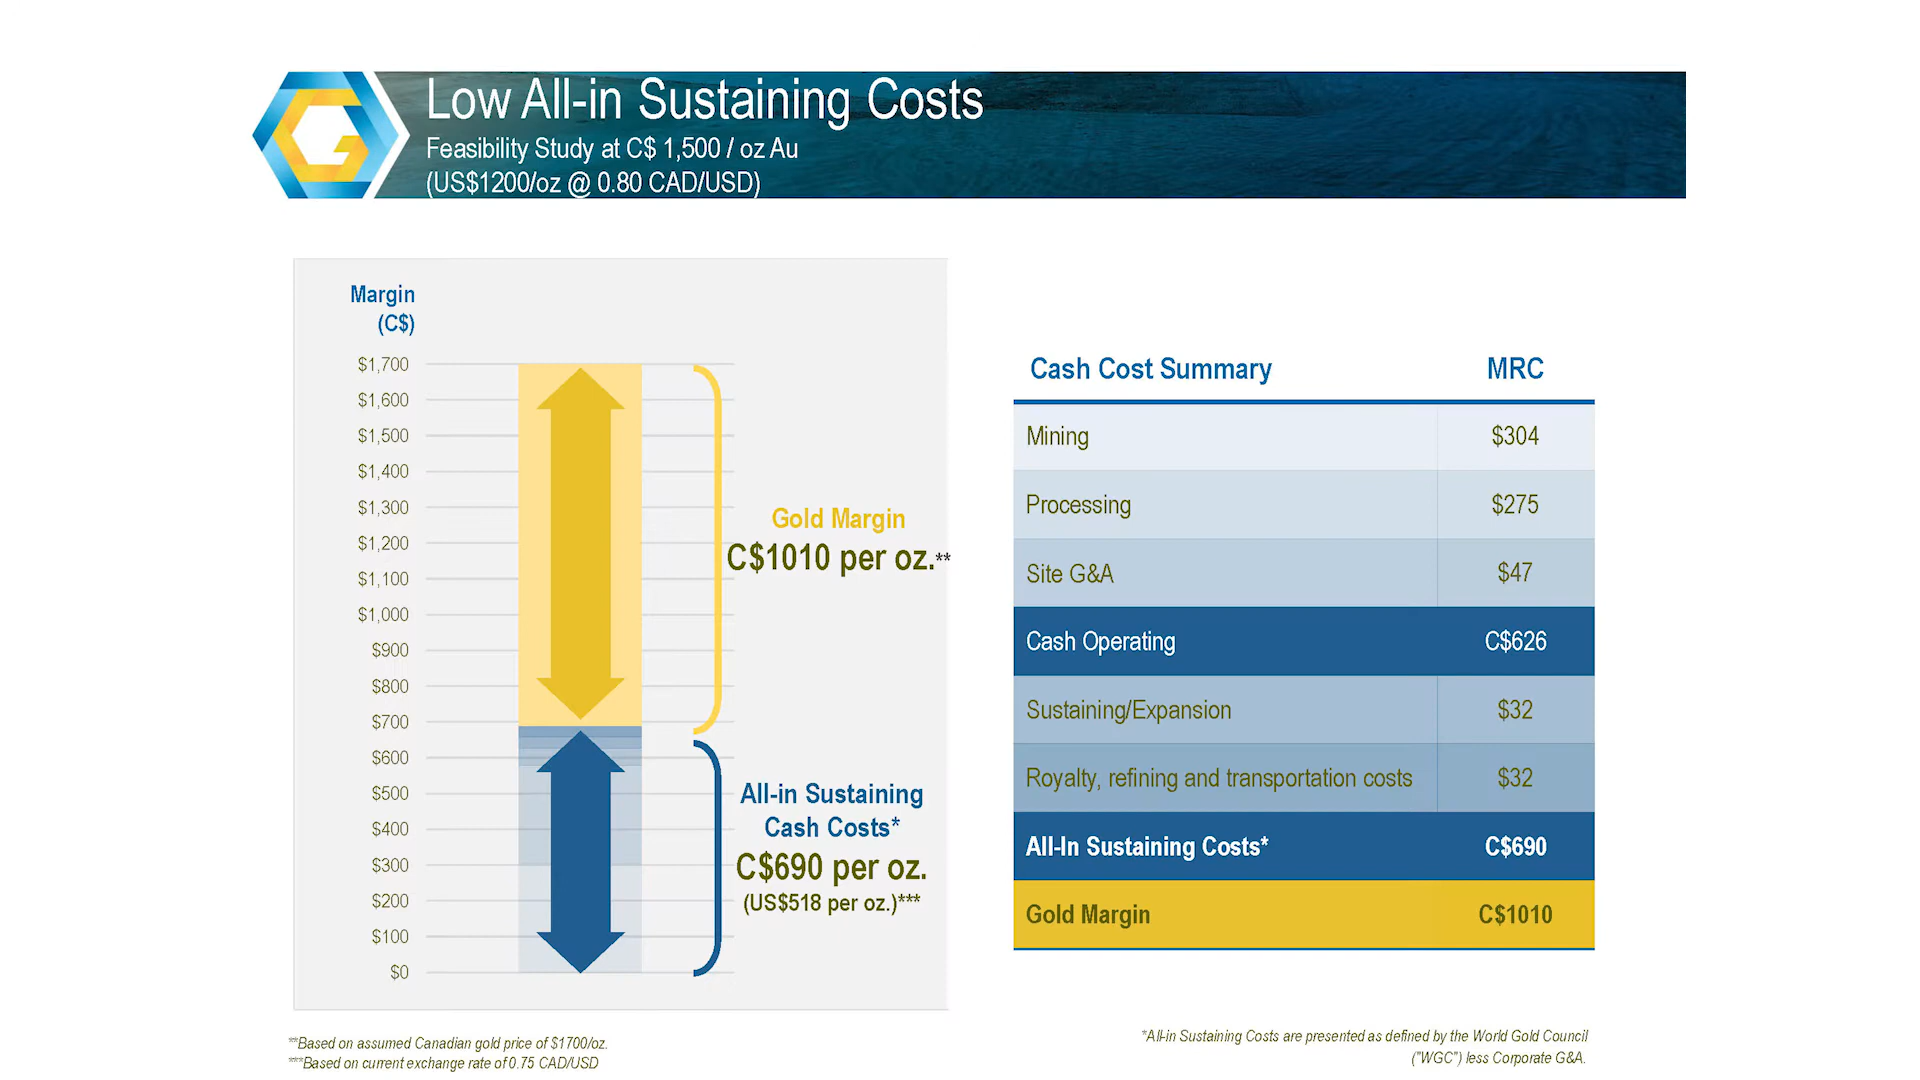 Low All-in Sustaining Costs
Feasibility Study at C$ 1,500 / oz Au
(US$1200/oz @ 0.80 CAD/USD)
Margin
(C$)
$1,700
$1,600
$1,500
$1,400
$1,300
$1,200
$1,100
$1,000
$900
$800
$700
$600
$500
$400
$300
$200
$100
$0
Gold Margin
C$1010 per oz.**
All-in Sustaining
Cash Costs*
C$690 per oz.
(US$518 per oz.)***
Cash Cost Summary MRC
Mining $304
Processing $275
Site G&A $47
Cash Operating C$626
Sustaining/Expansion $32
Royalty, refining and transportation costs $32
All-In Sustaining Costs* C$690
Gold Margin C$1010
**Based on assumed Canadian gold price of $1700/oz.
***Based on current exchange rate of 0.75 CAD/USD
*All-in Sustaining Costs are presented as defined by the World Gold Council
("WGC") less Corporate G&A.